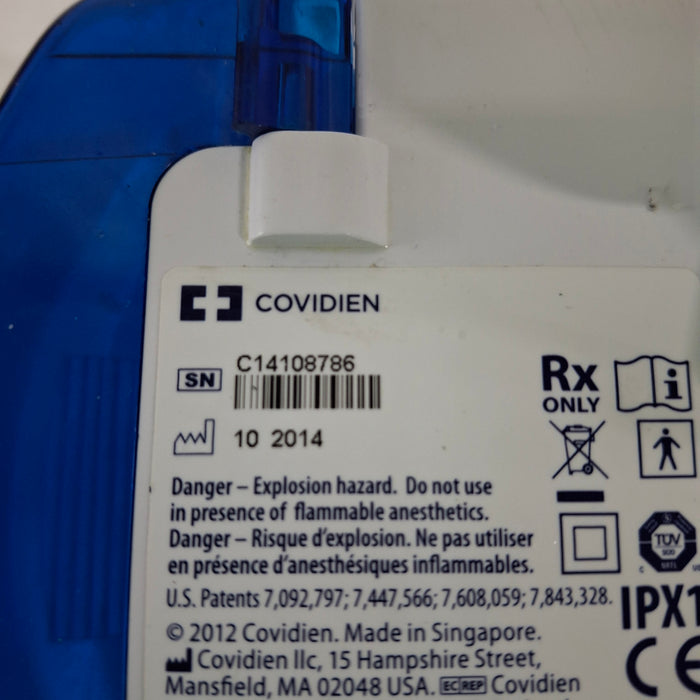 COVIDIEN
SN C14108786
10 2014
Rx
ONLY
Danger – Explosion hazard. Do not use
in presence of flammable anesthetics.
Danger – Risque d'explosion. Ne pas utiliser
en présence d'anesthésiques inflammables.
TÜV
SÜD
U.S. Patents 7,092,797; 7,447,566; 7,608,059; 7,843,328.
IPX1
© 2012 Covidien. Made in Singapore.
Covidien llc, 15 Hampshire Street,
Mansfield, MA 02048 USA. EC REP Covidien
CE